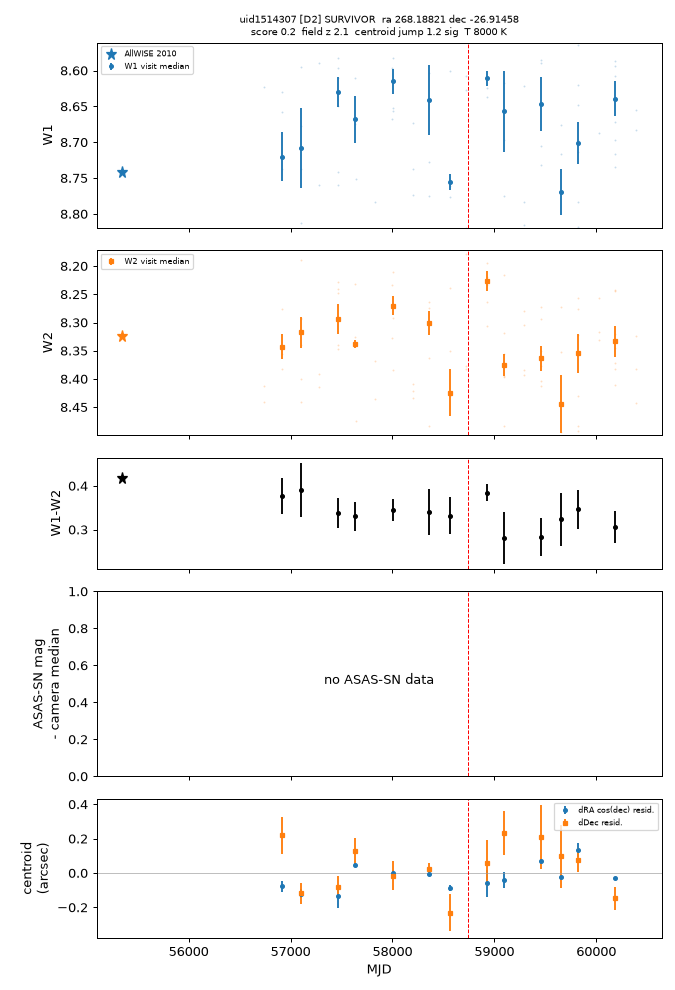 uid1514307 [D2] SURVIVOR  ra 268.18821 dec -26.91458
score 0.2  field z 2.1  centroid jump 1.2 sig  T 8000 K
AllWISE 2010
W1 visit median
8.60
8.65
8.70
8.75
8.80
W1
W2 visit median
8.20
8.25
8.30
8.35
8.40
8.45
W2
0.4
0.3
W1-W2
1.0
0.8
0.6
0.4
0.2
0.0
ASAS-SN mag
- camera median
no ASAS-SN data
dRA cos(dec) resid.
dDec resid.
0.4
0.2
0.0
−0.2
centroid
(arcsec)
56000
57000
58000
59000
60000
MJD